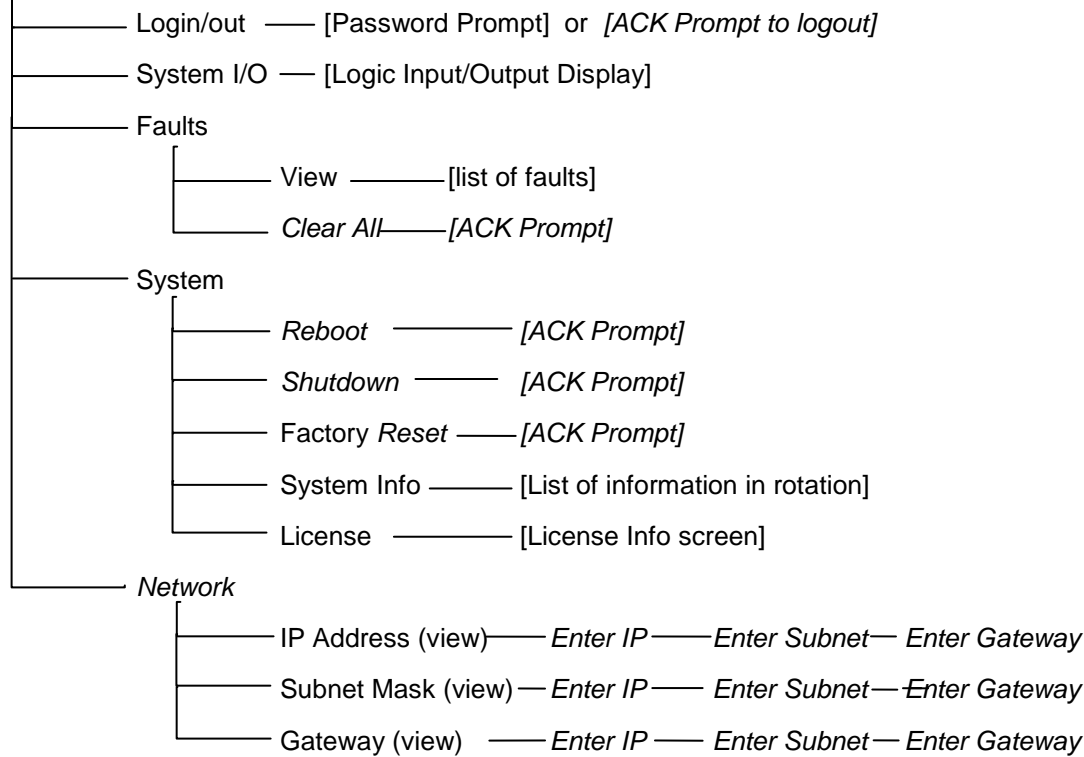 Login/out [Password Prompt] or [ACK Prompt to logout]
System I/O [Logic Input/Output Display]
Faults
View [list of faults]
Clear All [ACK Prompt]
System
Reboot [ACK Prompt]
Shutdown [ACK Prompt]
Factory Reset [ACK Prompt]
System Info [List of information in rotation]
License [License Info screen]
Network
IP Address (view) Enter IP Enter Subnet Enter Gateway
Subnet Mask (view) Enter IP Enter Subnet Enter Gateway
Gateway (view) Enter IP Enter Subnet Enter Gateway